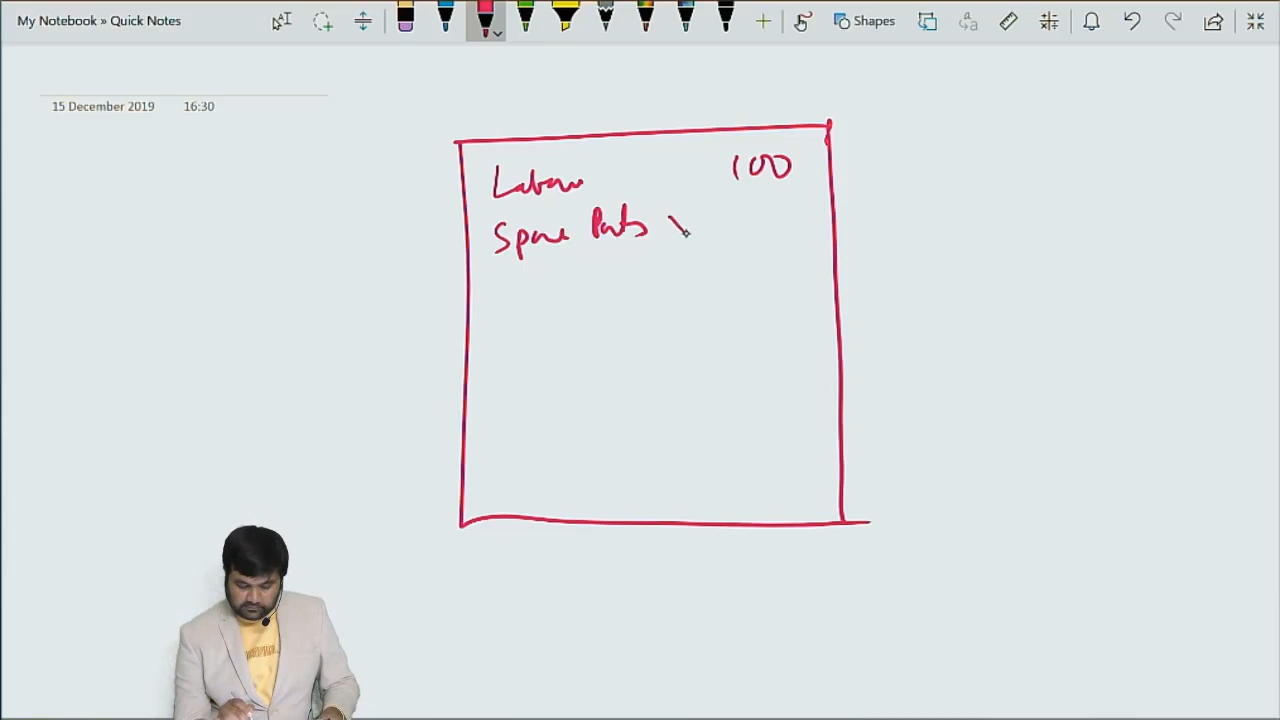 My Notebook » Quick Notes
Shapes
15 December 2019 16:30
Labour 100
Spare Parts